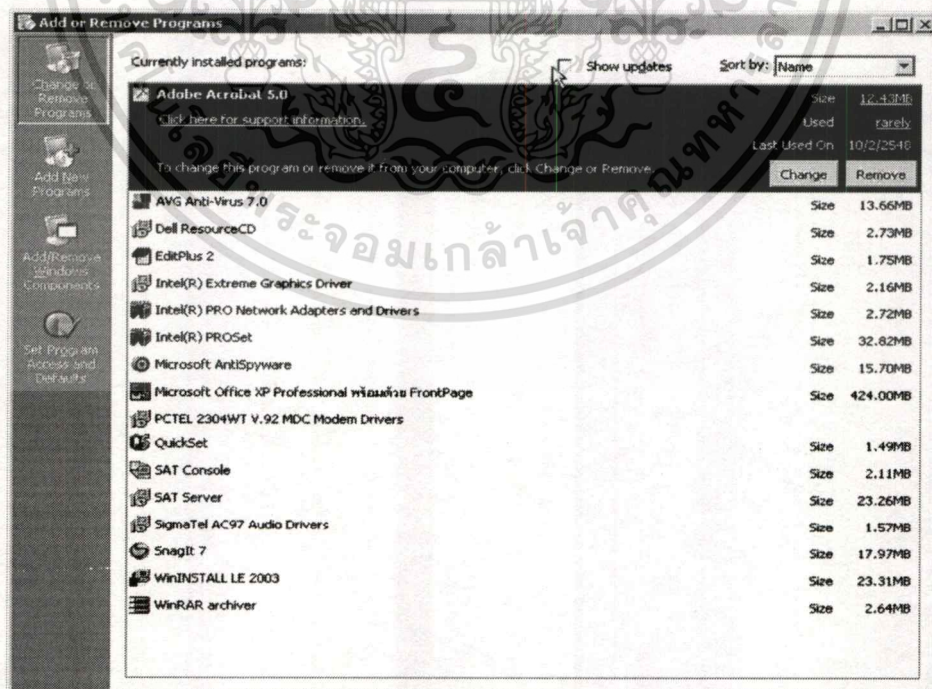 Add or Remove Programs
Change or Remove Programs
Add New Programs
Add/Remove Windows Components
Set Program Access and Defaults
Currently installed programs:
Show updates
Sort by: Name
Adobe Acrobat 5.0 Size 12.43MB
Click here for support information. Used rarely
Last Used On 10/2/2548
To change this program or remove it from your computer, click Change or Remove. Change Remove
AVG Anti-Virus 7.0 Size 13.66MB
Dell ResourceCD Size 2.73MB
EditPlus 2 Size 1.75MB
Intel(R) Extreme Graphics Driver Size 2.16MB
Intel(R) PRO Network Adapters and Drivers Size 2.72MB
Intel(R) PROSet Size 32.82MB
Microsoft AntiSpyware Size 15.70MB
Microsoft Office XP Professional พร้อมด้วย FrontPage Size 424.00MB
PCTEL 2304WT V.92 MDC Modem Drivers
QuickSet Size 1.49MB
SAT Console Size 2.11MB
SAT Server Size 23.26MB
SigmaTel AC97 Audio Drivers Size 1.57MB
SnagIt 7 Size 17.97MB
WinINSTALL LE 2003 Size 23.31MB
WinRAR archiver Size 2.64MB
พระจอมเกล้าเจ้าคุณทหาร